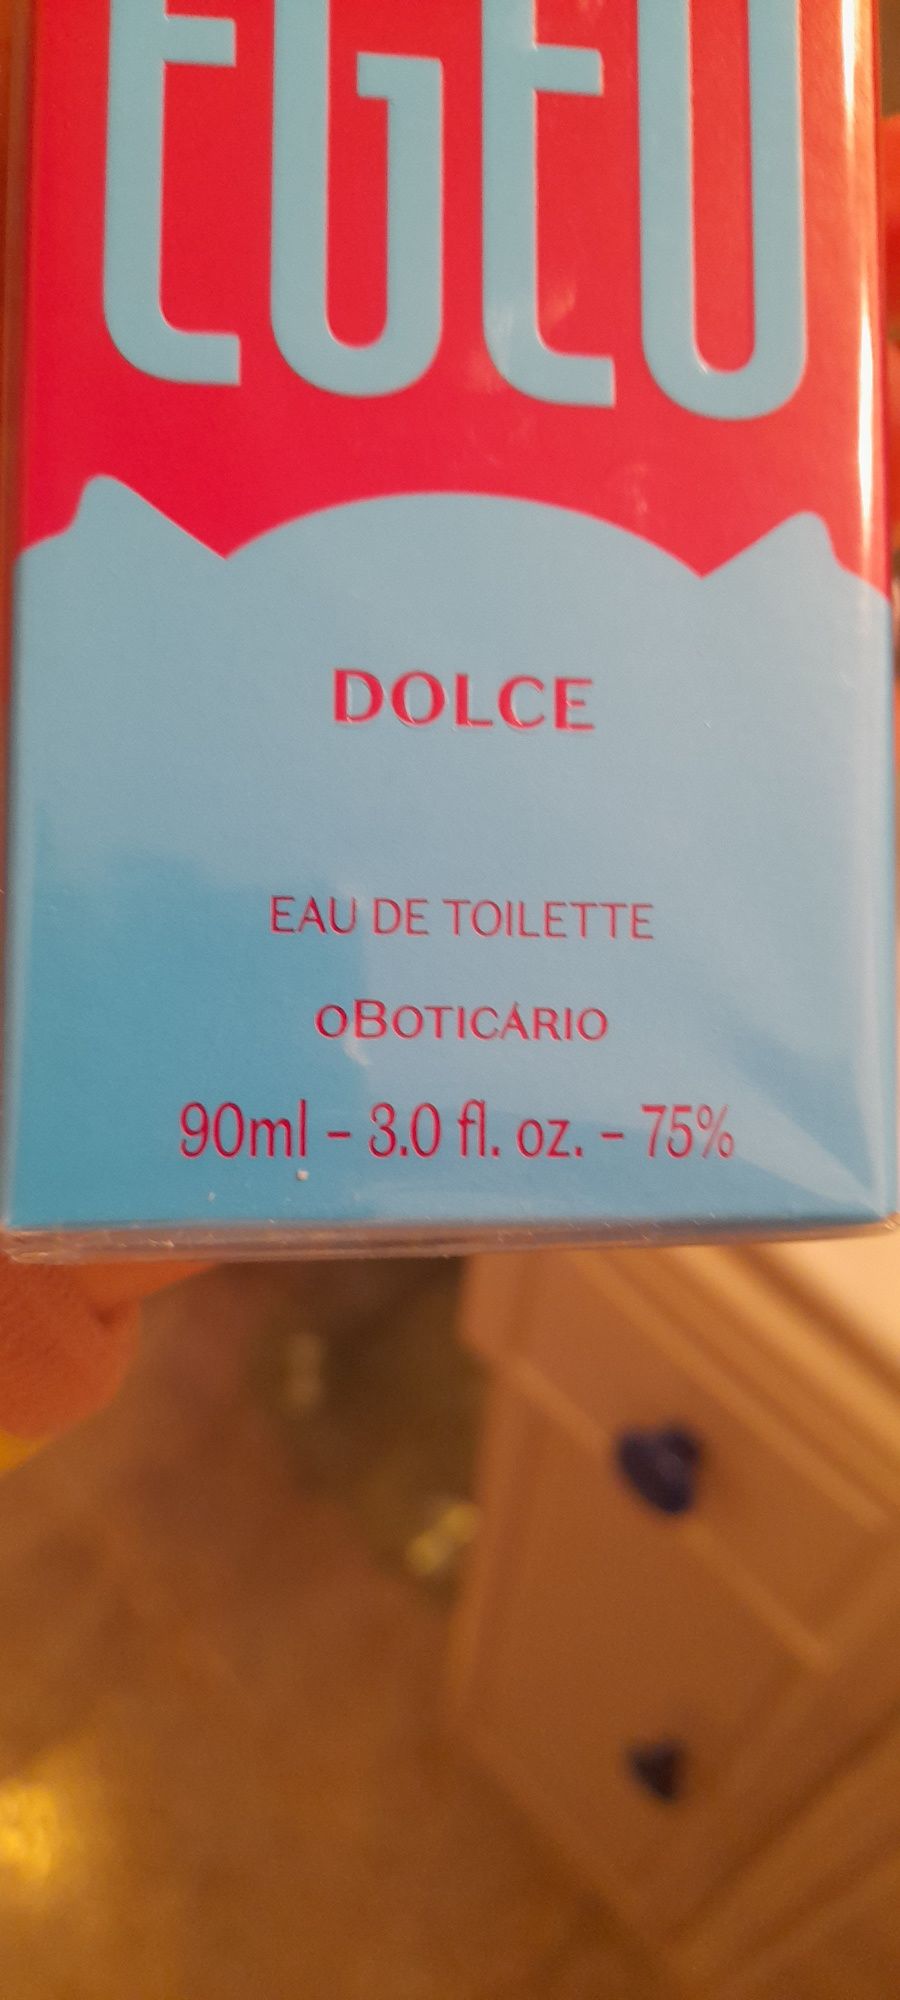 EGEO
DOLCE
EAU DE TOILETTE
oBOTICÁRIO
90ml - 3.0 fl. oz. - 75%